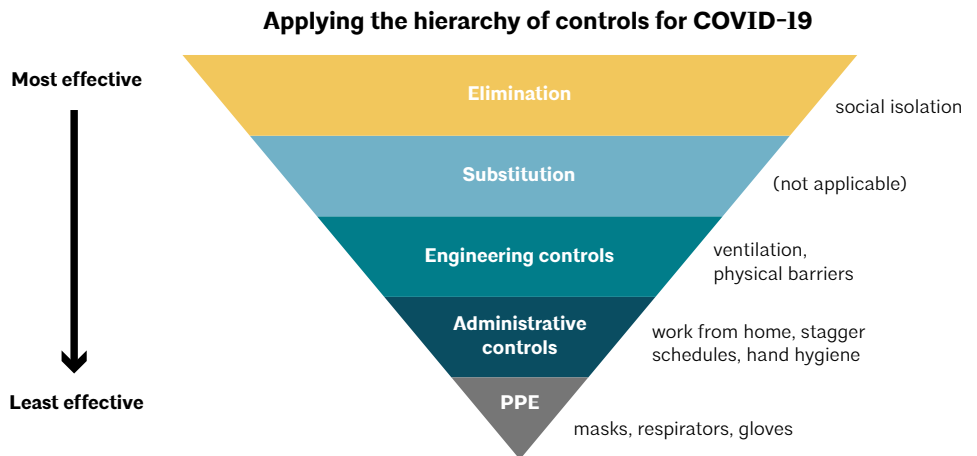 Applying the hierarchy of controls for COVID-19
Most effective
Elimination
social isolation
Substitution
(not applicable)
Engineering controls
ventilation,
physical barriers
Administrative
controls
work from home, stagger
schedules, hand hygiene
Least effective
PPE
masks, respirators, gloves